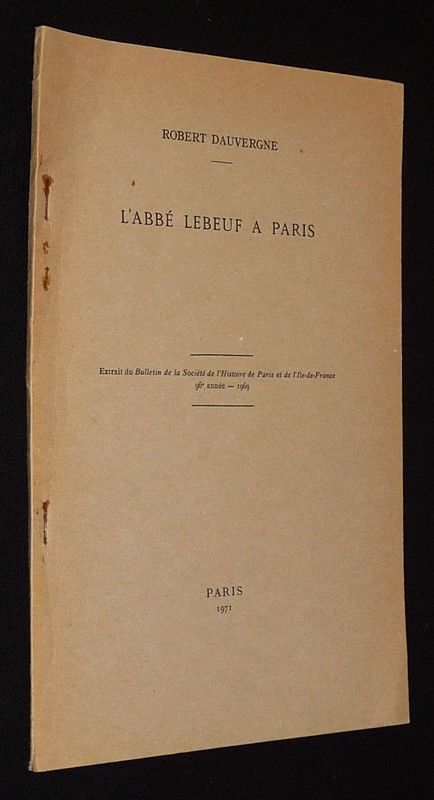 ROBERT DAUVERGNE
L'ABBÉ LEBEUF A PARIS
Extrait du Bulletin de la Société de l'Histoire de Paris et de l'Ile-de-France
96e année — 1969
PARIS
1971